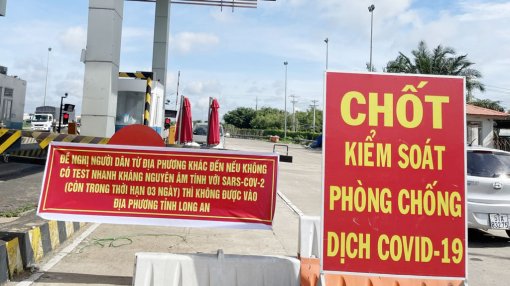 ĐỀ NGHỊ NGƯỜI DÂN TỪ ĐỊA PHƯƠNG KHÁC ĐẾN NẾU KHÔNG
CÓ TEST NHANH KHÁNG NGUYÊN ÂM TÍNH VỚI SARS-COV-2
(CÒN TRONG THỜI HẠN 03 NGÀY) THÌ KHÔNG ĐƯỢC VÀO
ĐỊA PHƯƠNG TỈNH LONG AN
CHỐT
KIỂM SOÁT
PHÒNG CHỐNG
DỊCH COVID-19